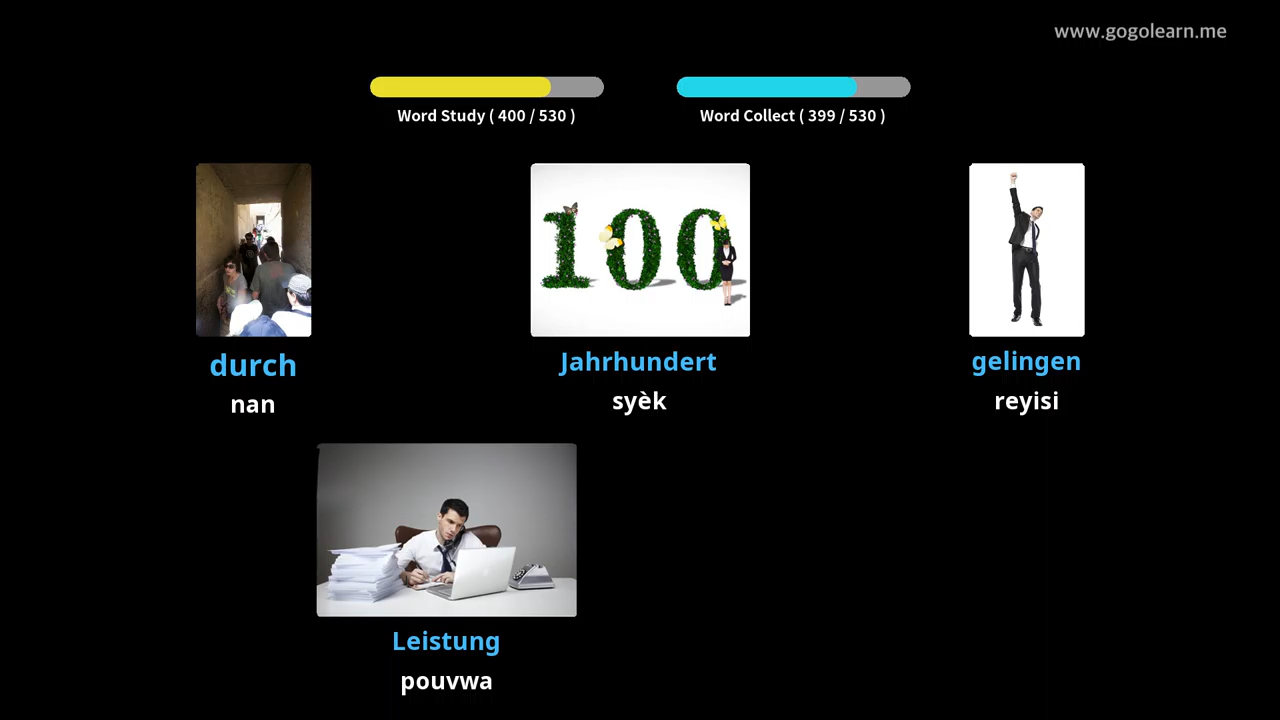 www.gogolearn.me
Word Study ( 400 / 530 )
Word Collect ( 399 / 530 )
100
durch
Jahrhundert
gelingen
nan
syèk
reyisi
Leistung
pouvwa